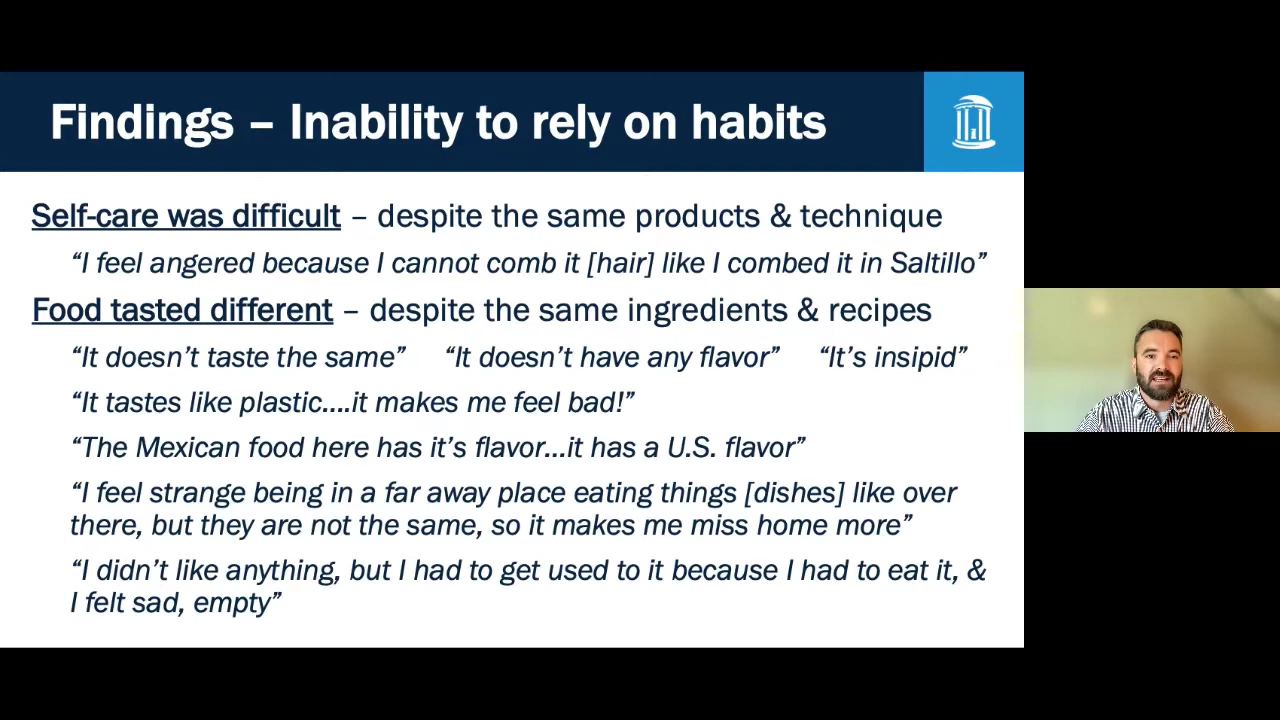 Findings – Inability to rely on habits
Self-care was difficult – despite the same products & technique
“I feel angered because I cannot comb it [hair] like I combed it in Saltillo”
Food tasted different – despite the same ingredients & recipes
“It doesn’t taste the same” “It doesn’t have any flavor” “It’s insipid”
“It tastes like plastic....it makes me feel bad!”
“The Mexican food here has it’s flavor...it has a U.S. flavor”
“I feel strange being in a far away place eating things [dishes] like over
there, but they are not the same, so it makes me miss home more”
“I didn’t like anything, but I had to get used to it because I had to eat it, &
I felt sad, empty”